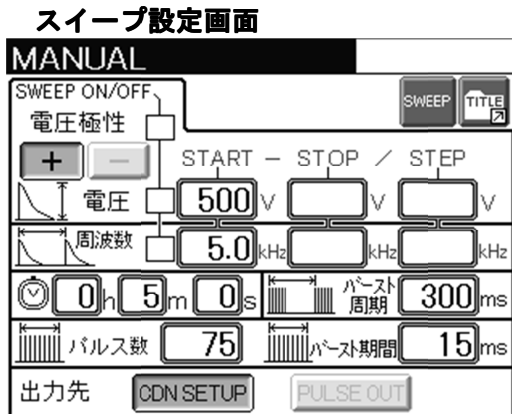 スイープ設定画面
MANUAL
SWEEP ON/OFF
SWEEP TITLE
電圧極性
+ −
START − STOP / STEP
電圧 500 V V V
周波数 5.0 kHz kHz kHz
0 h 5 m 0 s バースト周期 300 ms
パルス数 75 バースト期間 15 ms
出力先 CDN SETUP PULSE OUT